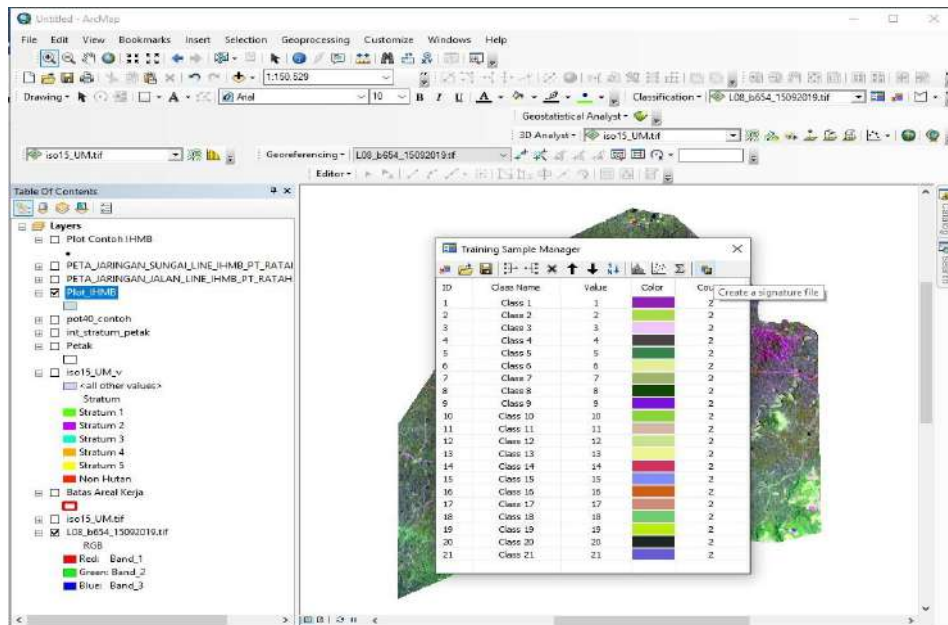 Untitled - ArcMap
File Edit View Bookmarks Insert Selection Geoprocessing Customize Windows Help
1:150.529
Drawing Arial 10 B I U A Classification L08_b654_15092019.tif
Geostatistical Analyst
3D Analyst iso15_UM.tif
iso15_UM.tif Georeferencing L08_b654_15092019.tif
Editor
Table Of Contents
Layers
Plot Contoh IHMB
PETA_JARINGAN_SUNGAI_LINE_IHMB_PT_RATAI
PETA_JARINGAN_JALAN_LINE_IHMB_PT_RATAH
Plot_IHMB
pot40_contoh
int_stratum_petak
Petak
iso15_UM_v
<all other values>
Stratum
Stratum 1
Stratum 2
Stratum 3
Stratum 4
Stratum 5
Non Hutan
Batas Areal Kerja
iso15_UM.tif
L08_b654_15092019.tif
RGB
Red: Band_1
Green: Band_2
Blue: Band_3
Training Sample Manager
ID Class Name Value Color Cou
Create a signature file
1 Class 1 1 2
2 Class 2 2 2
3 Class 3 3 2
4 Class 4 4 2
5 Class 5 5 2
6 Class 6 6 2
7 Class 7 7 2
8 Class 8 8 2
9 Class 9 9 2
10 Class 10 10 2
11 Class 11 11 2
12 Class 12 12 2
13 Class 13 13 2
14 Class 14 14 2
15 Class 15 15 2
16 Class 16 16 2
17 Class 17 17 2
18 Class 18 18 2
19 Class 19 19 2
20 Class 20 20 2
21 Class 21 21 2